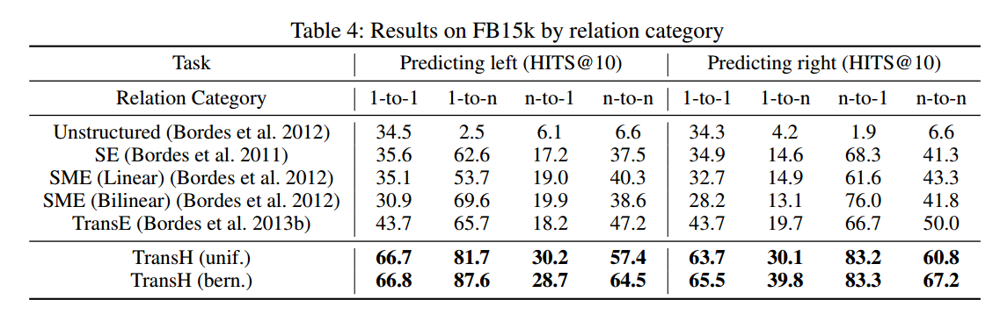 Table 4: Results on FB15k by relation category
Task Predicting left (HITS@10) Predicting right (HITS@10)
Relation Category 1-to-1 1-to-n n-to-1 n-to-n 1-to-1 1-to-n n-to-1 n-to-n
Unstructured (Bordes et al. 2012) 34.5 2.5 6.1 6.6 34.3 4.2 1.9 6.6
SE (Bordes et al. 2011) 35.6 62.6 17.2 37.5 34.9 14.6 68.3 41.3
SME (Linear) (Bordes et al. 2012) 35.1 53.7 19.0 40.3 32.7 14.9 61.6 43.3
SME (Bilinear) (Bordes et al. 2012) 30.9 69.6 19.9 38.6 28.2 13.1 76.0 41.8
TransE (Bordes et al. 2013b) 43.7 65.7 18.2 47.2 43.7 19.7 66.7 50.0
TransH (unif.) 66.7 81.7 30.2 57.4 63.7 30.1 83.2 60.8
TransH (bern.) 66.8 87.6 28.7 64.5 65.5 39.8 83.3 67.2